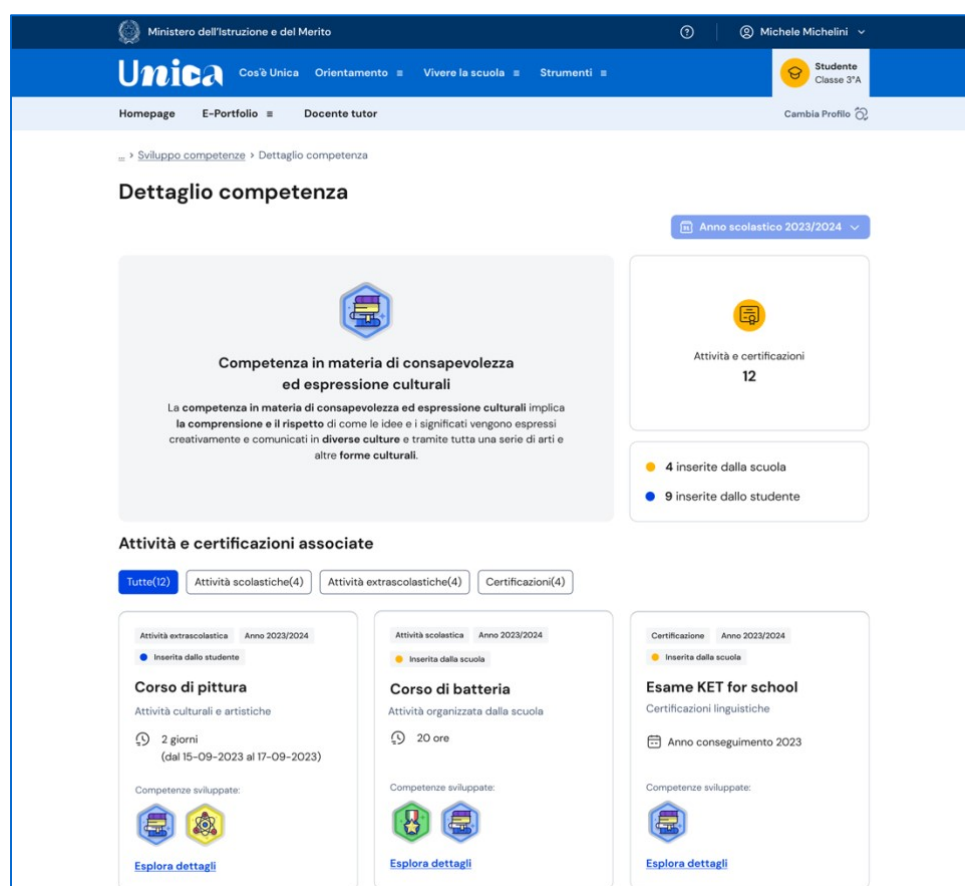 Ministero dell'Istruzione e del Merito
Michele Michelini
Unica
Cos'è Unica Orientamento Vivere la scuola Strumenti
Studente
Classe 3ªA
Homepage E-Portfolio Docente tutor
Cambia Profilo
... > Sviluppo competenze > Dettaglio competenza
Dettaglio competenza
Anno scolastico 2023/2024
Competenza in materia di consapevolezza
ed espressione culturali
La competenza in materia di consapevolezza ed espressione culturali implica
la comprensione e il rispetto di come le idee e i significati vengono espressi
creativamente e comunicati in diverse culture e tramite tutta una serie di arti e
altre forme culturali.
Attività e certificazioni
12
4 inserite dalla scuola
9 inserite dallo studente
Attività e certificazioni associate
Tutte(12) Attività scolastiche(4) Attività extrascolastiche(4) Certificazioni(4)
Attività extrascolastica Anno 2023/2024
Inserita dallo studente
Corso di pittura
Attività culturali e artistiche
2 giorni
(dal 15-09-2023 al 17-09-2023)
Competenze sviluppate:
Esplora dettagli
Attività scolastica Anno 2023/2024
Inserita dalla scuola
Corso di batteria
Attività organizzata dalla scuola
20 ore
Competenze sviluppate:
Esplora dettagli
Certificazione Anno 2023/2024
Inserita dalla scuola
Esame KET for school
Certificazioni linguistiche
Anno conseguimento 2023
Competenze sviluppate:
Esplora dettagli